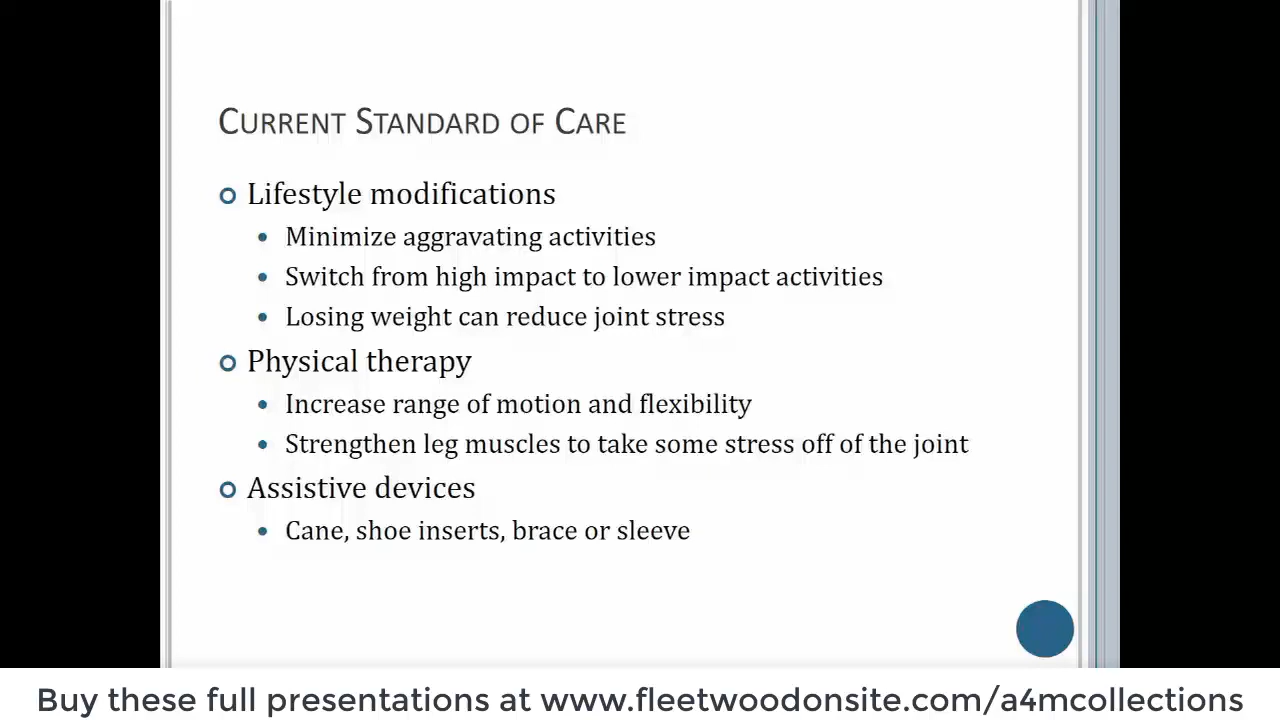 Current Standard of Care
Lifestyle modifications
Minimize aggravating activities
Switch from high impact to lower impact activities
Losing weight can reduce joint stress
Physical therapy
Increase range of motion and flexibility
Strengthen leg muscles to take some stress off of the joint
Assistive devices
Cane, shoe inserts, brace or sleeve
Buy these full presentations at www.fleetwoodonsite.com/a4mcollections